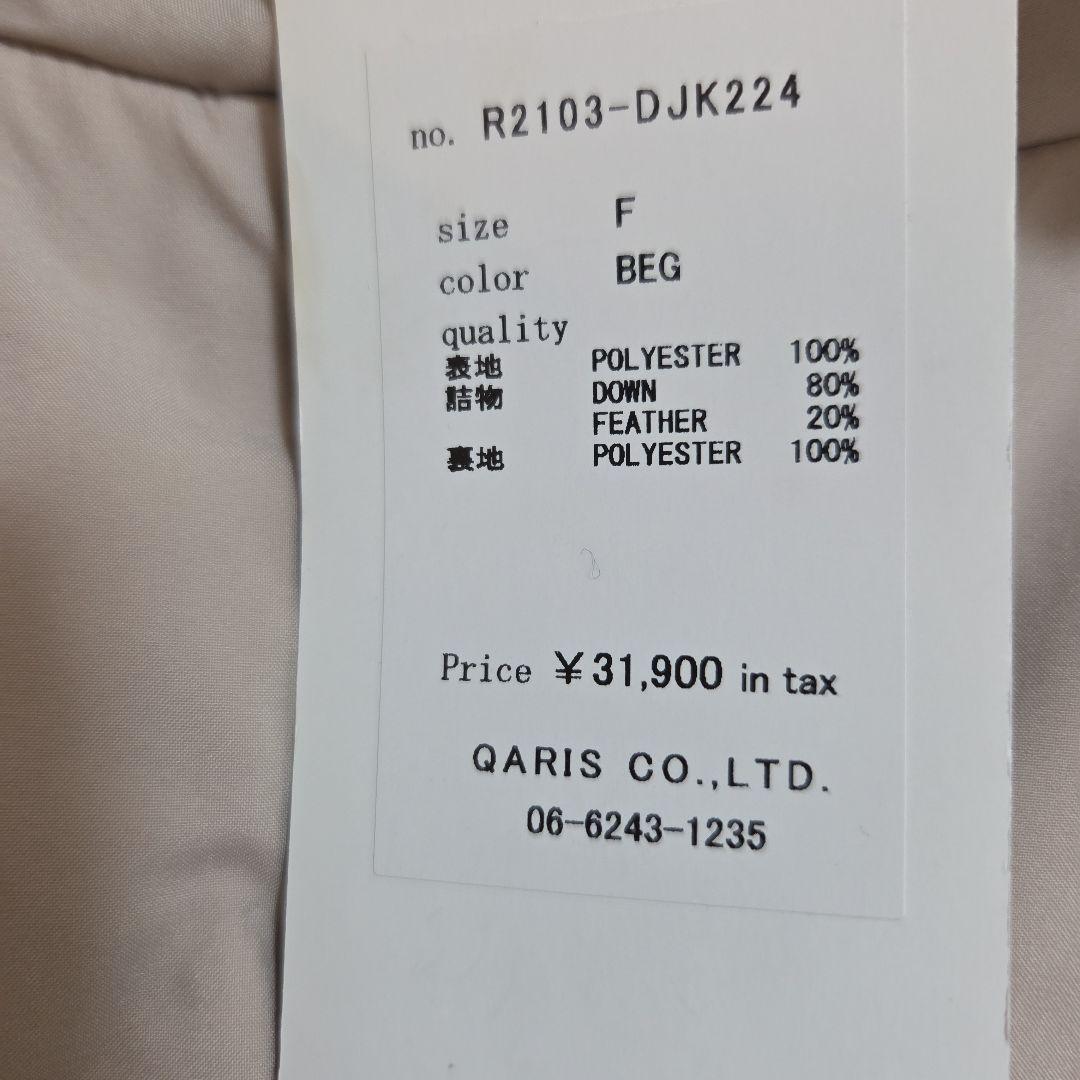 no. R2103-DJK224
size F
color BEG
quality
表地 POLYESTER 100%
詰物 DOWN 80%
FEATHER 20%
裏地 POLYESTER 100%
Price ¥31,900 in tax
QARIS CO.,LTD.
06-6243-1235